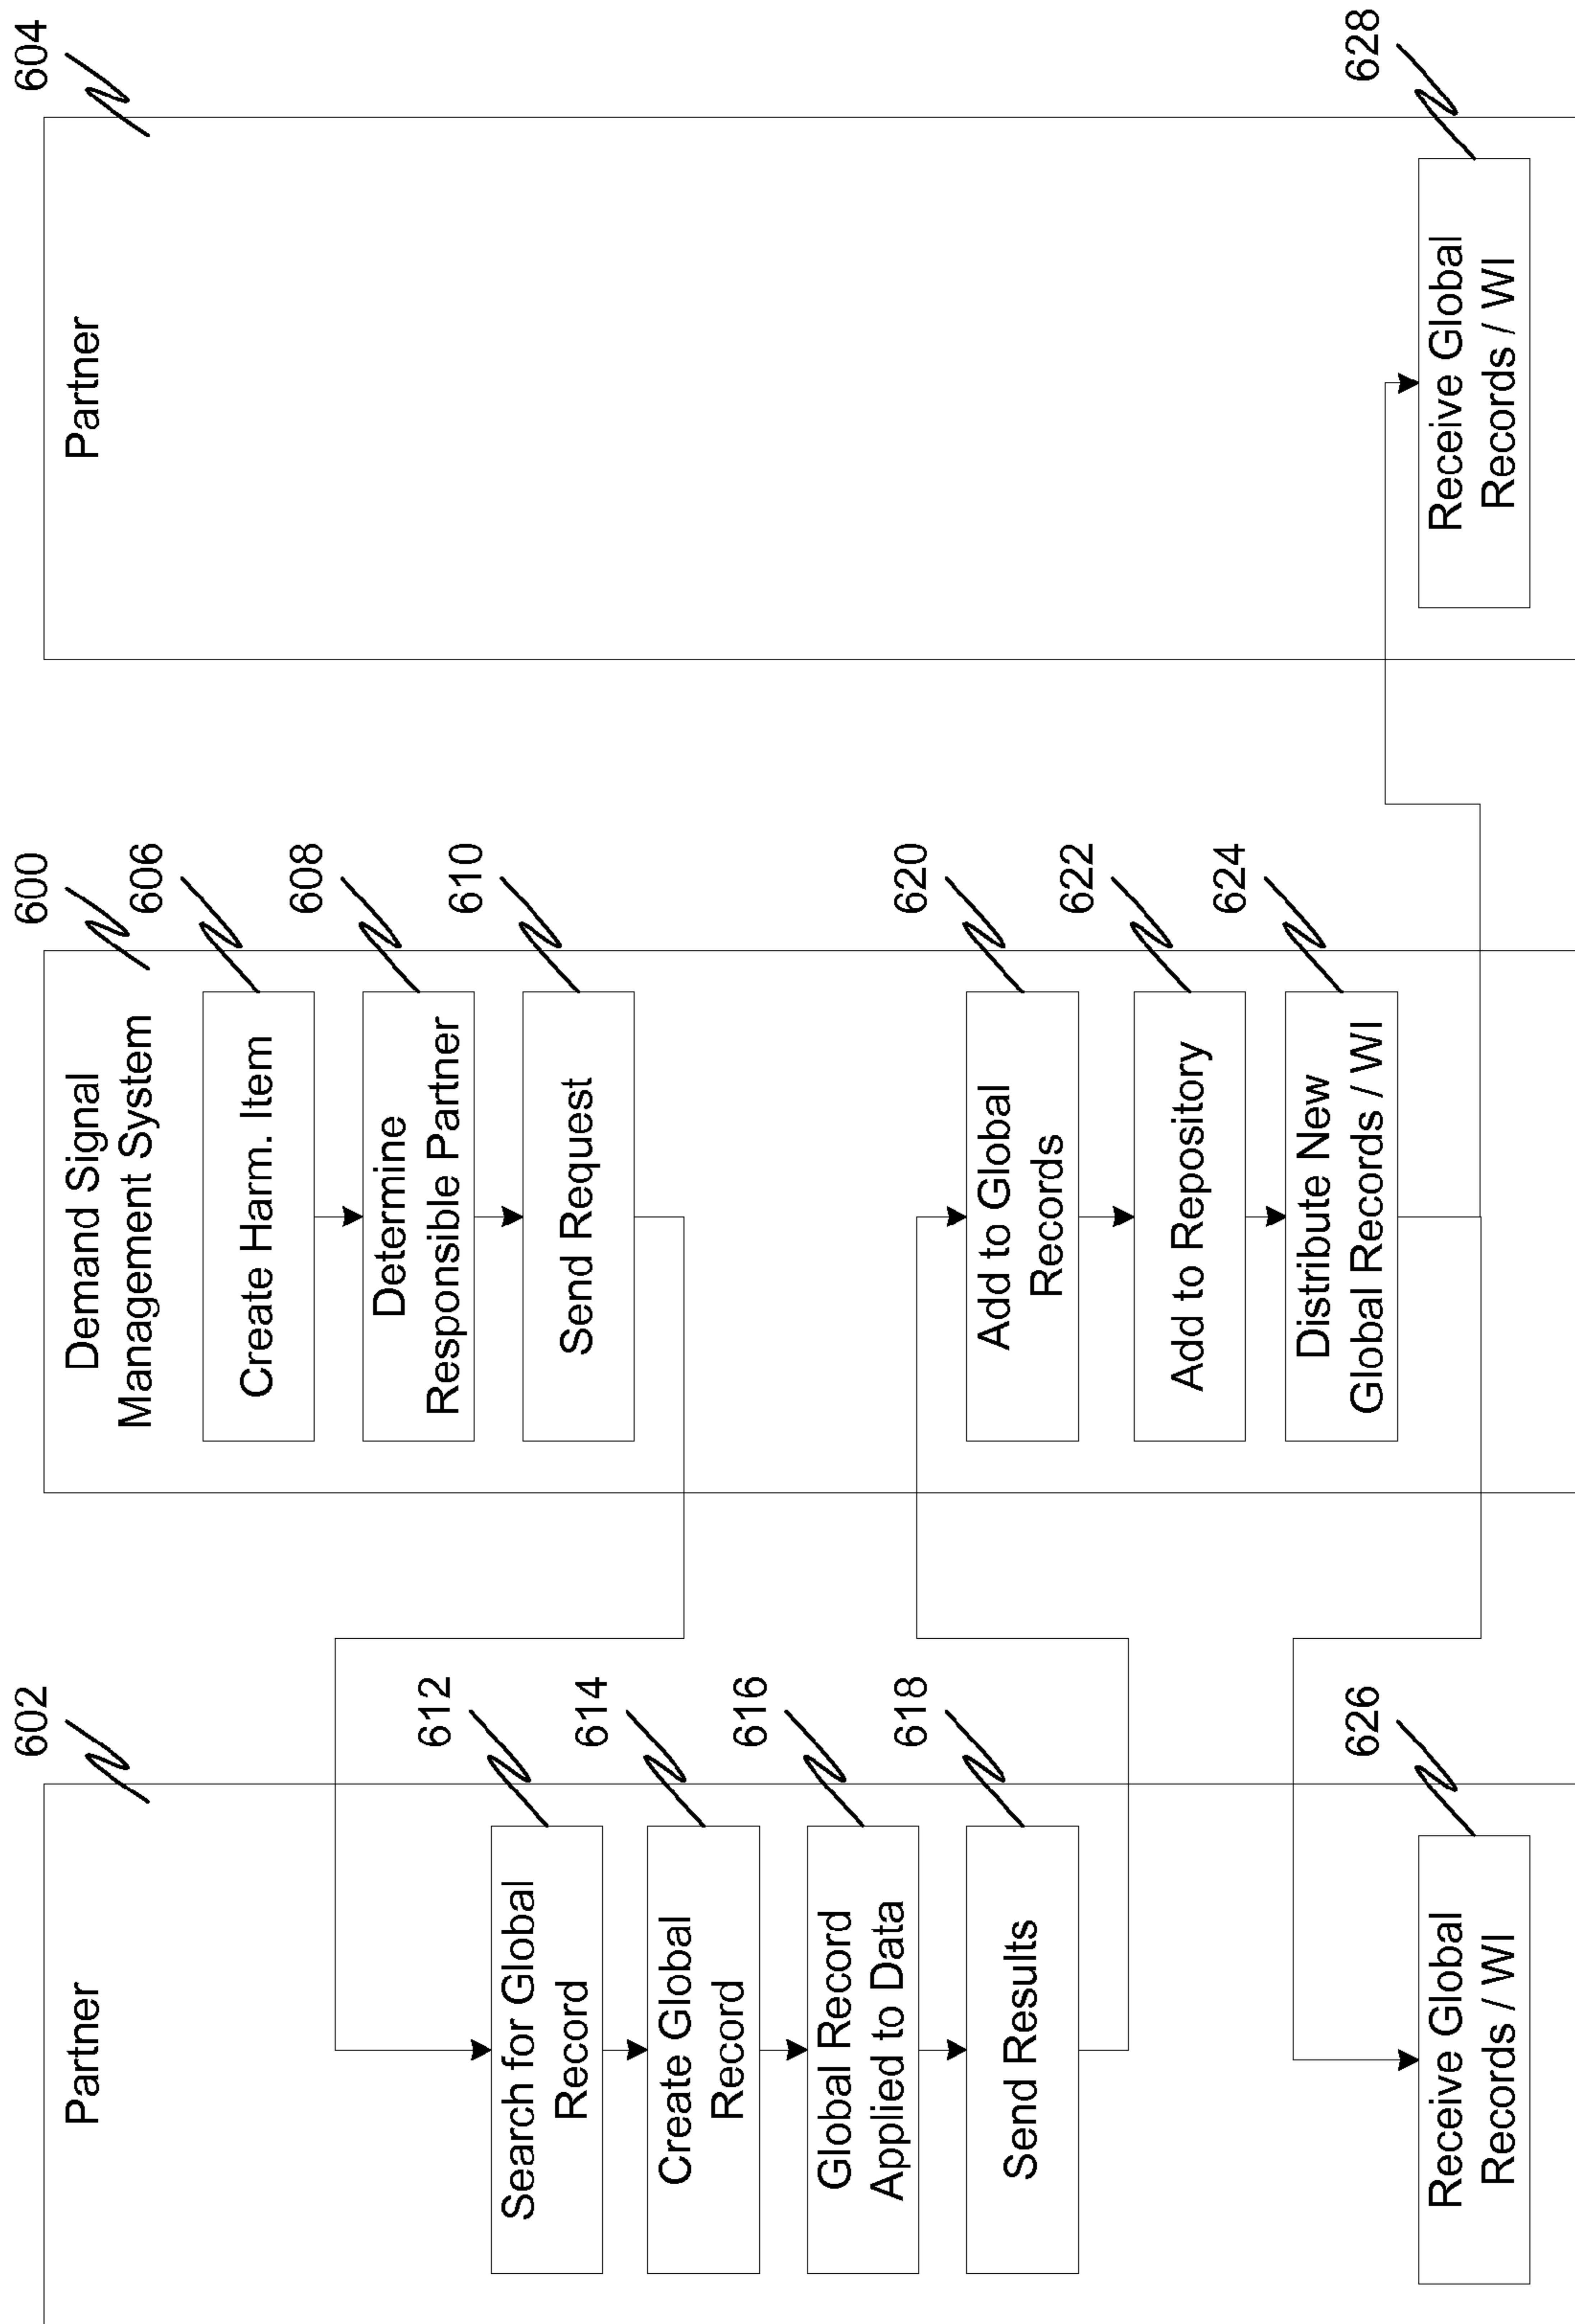 602
Partner
612
Search for Global
Record
614
Create Global
Record
616
Global Record
Applied to Data
618
Send Results
626
Receive Global
Records / WI
600
Demand Signal
Management System
606
Create Harm. Item
608
Determine
Responsible Partner
610
Send Request
620
Add to Global
Records
622
Add to Repository
624
Distribute New
Global Records / WI
604
Partner
628
Receive Global
Records / WI